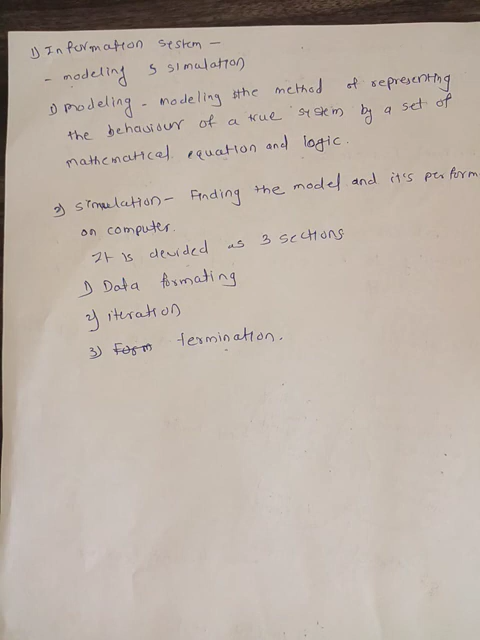 1) Information system -
- modeling & simulation
1) modeling - modeling the method of representing
the behaviour of a true system by a set of
mathematical equation and logic.
2) simulation - Finding the model and it's perform
on computer.
It is devided as 3 sections
1) Data formating
2) iteration
3) Form termination.